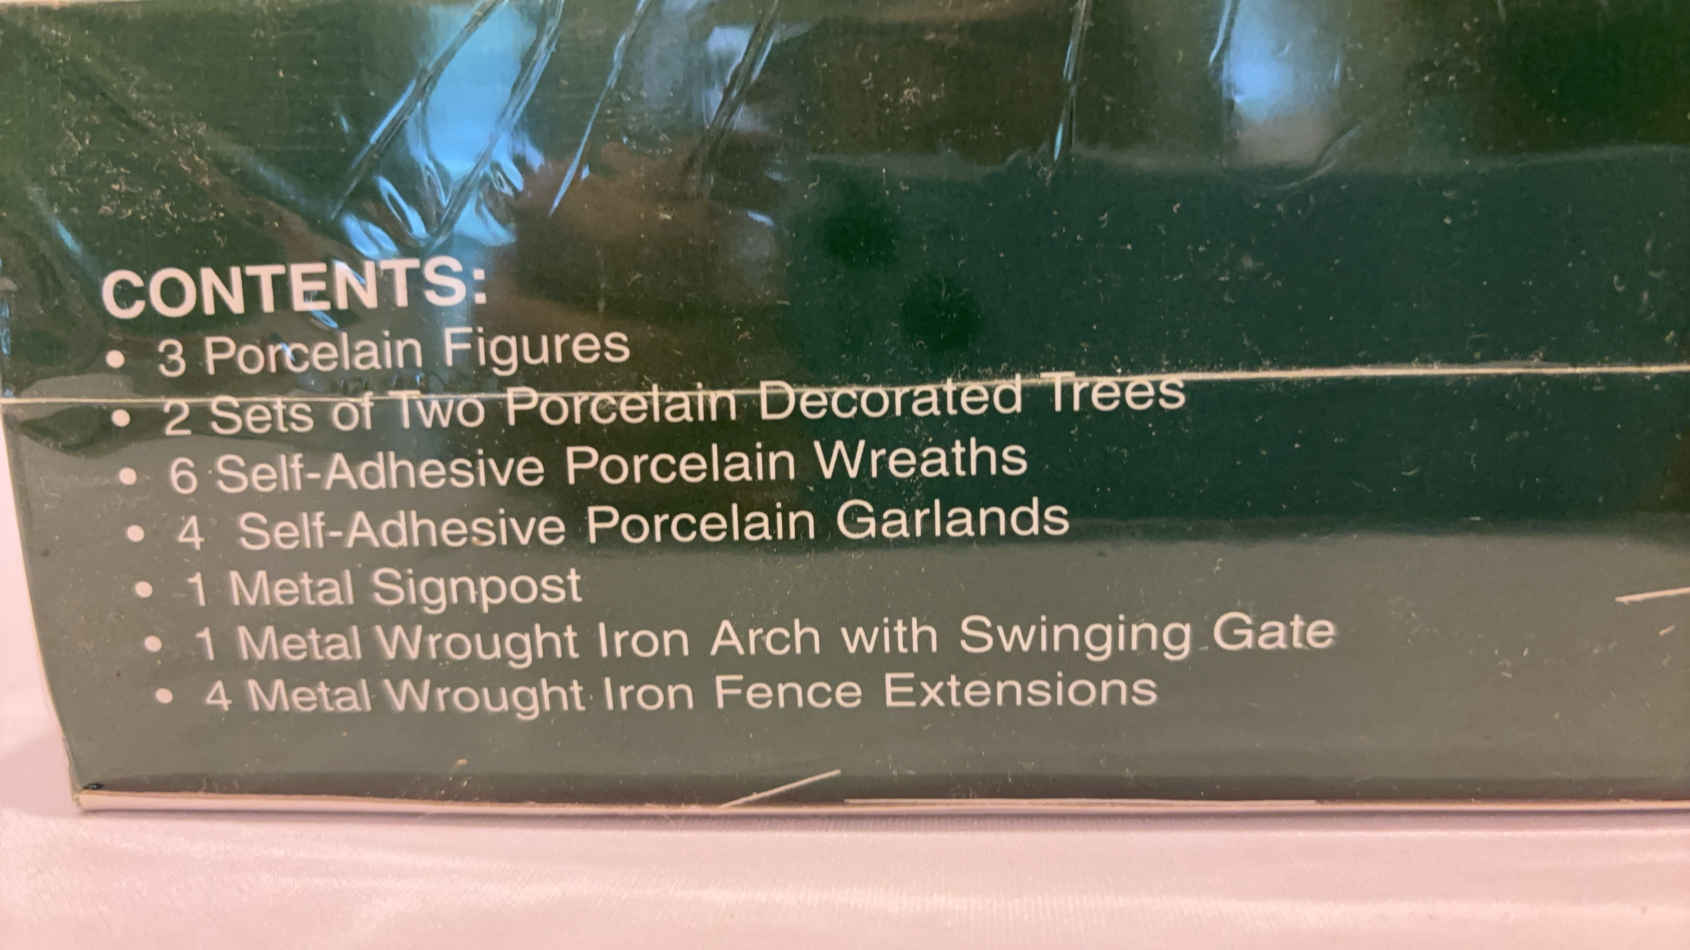 CONTENTS:
• 3 Porcelain Figures
• 2 Sets of Two Porcelain Decorated Trees
• 6 Self-Adhesive Porcelain Wreaths
• 4 Self-Adhesive Porcelain Garlands
• 1 Metal Signpost
• 1 Metal Wrought Iron Arch with Swinging Gate
• 4 Metal Wrought Iron Fence Extensions